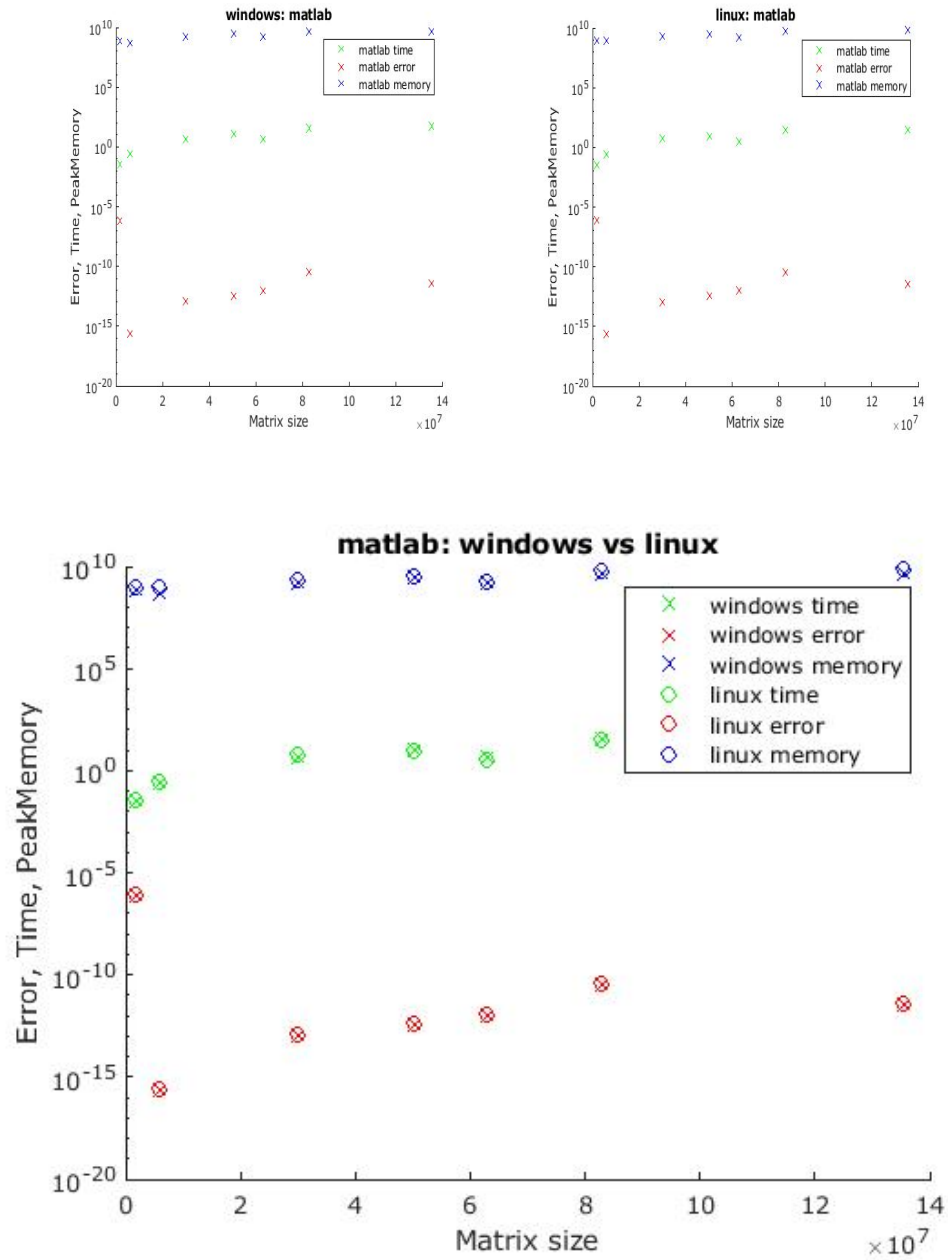 windows: matlab
10^10
10^5
10^0
10^-5
10^-10
10^-15
10^-20
Error, Time, PeakMemory
matlab time
matlab error
matlab memory
0 2 4 6 8 10 12 14
Matrix size
×10^7
linux: matlab
10^10
10^5
10^0
10^-5
10^-10
10^-15
10^-20
Error, Time, PeakMemory
matlab time
matlab error
matlab memory
0 2 4 6 8 10 12 14
Matrix size
×10^7
matlab: windows vs linux
10^10
10^5
10^0
10^-5
10^-10
10^-15
10^-20
Error, Time, PeakMemory
windows time
windows error
windows memory
linux time
linux error
linux memory
0 2 4 6 8 10 12 14
Matrix size
×10^7